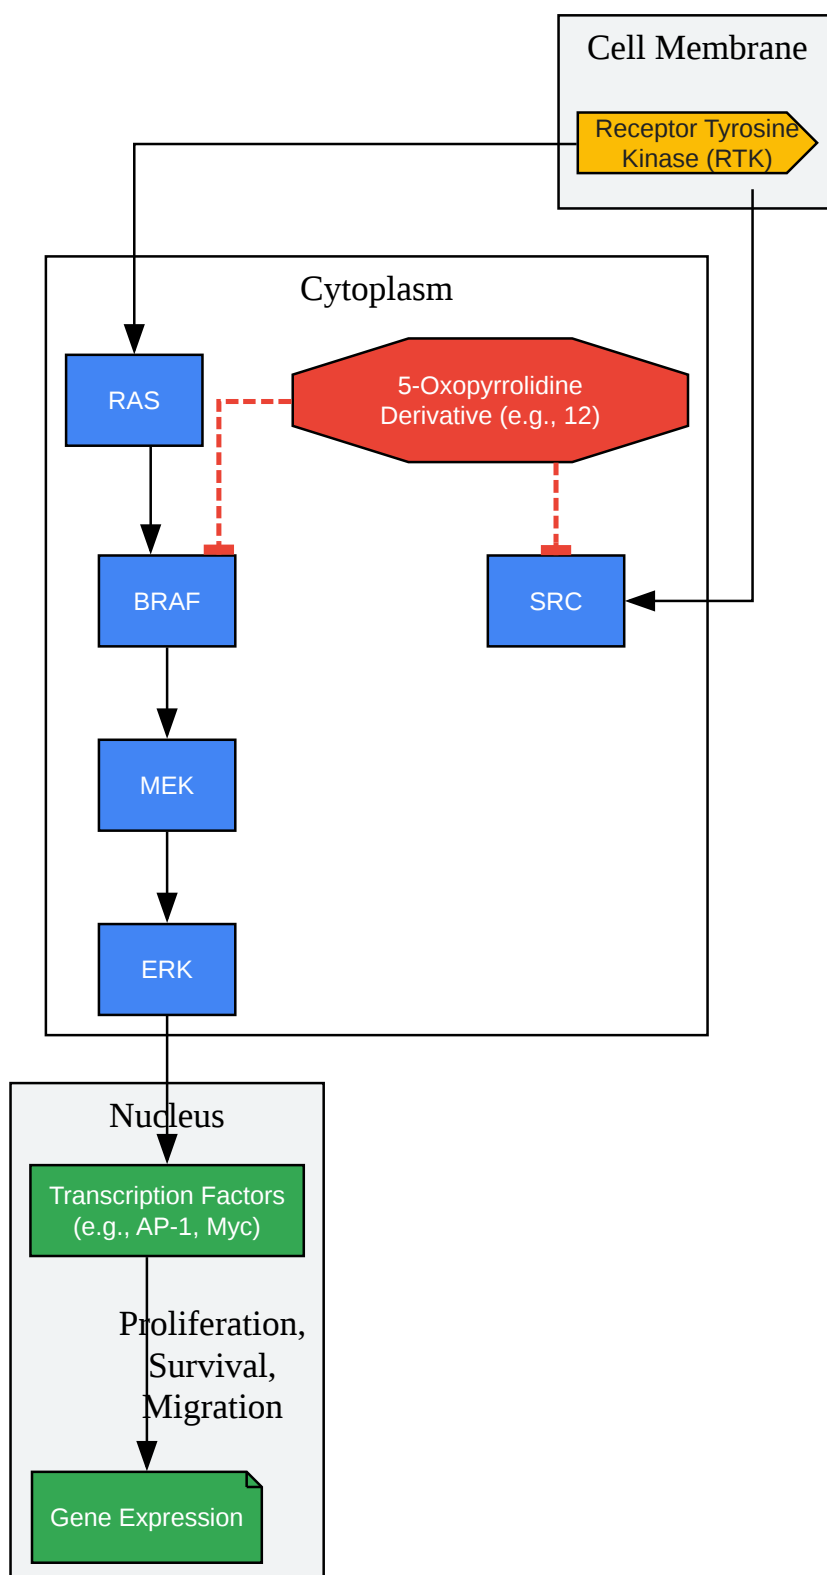 Cell Membrane
Receptor Tyrosine
Kinase (RTK)
Cytoplasm
RAS
5-Oxopyrrolidine
Derivative (e.g., 12)
BRAF
SRC
MEK
ERK
Nucleus
Transcription Factors
(e.g., AP-1, Myc)
Proliferation,
Survival,
Migration
Gene Expression